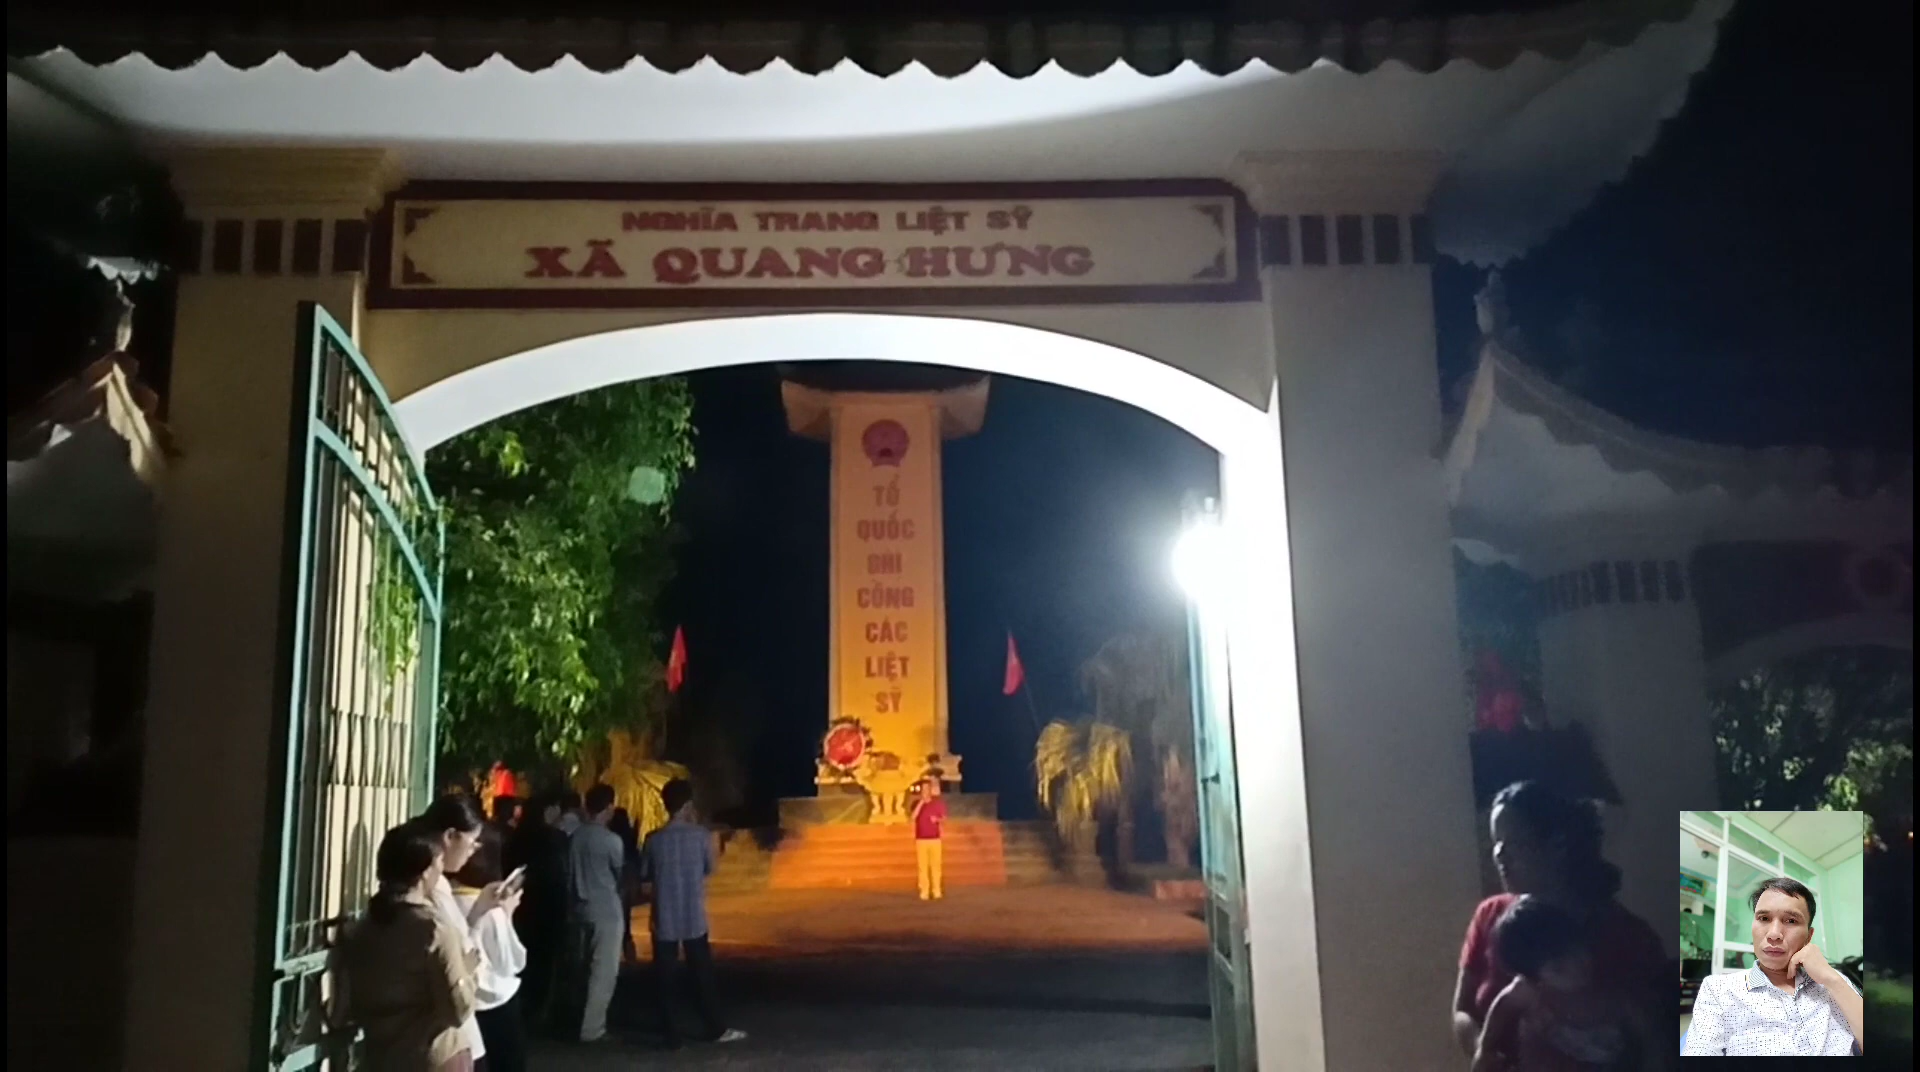 NGHĨA TRANG LIỆT SỸ
XÃ QUANG HƯNG
TỔ
QUỐC
GHI
CÔNG
CÁC
LIỆT
SỸ